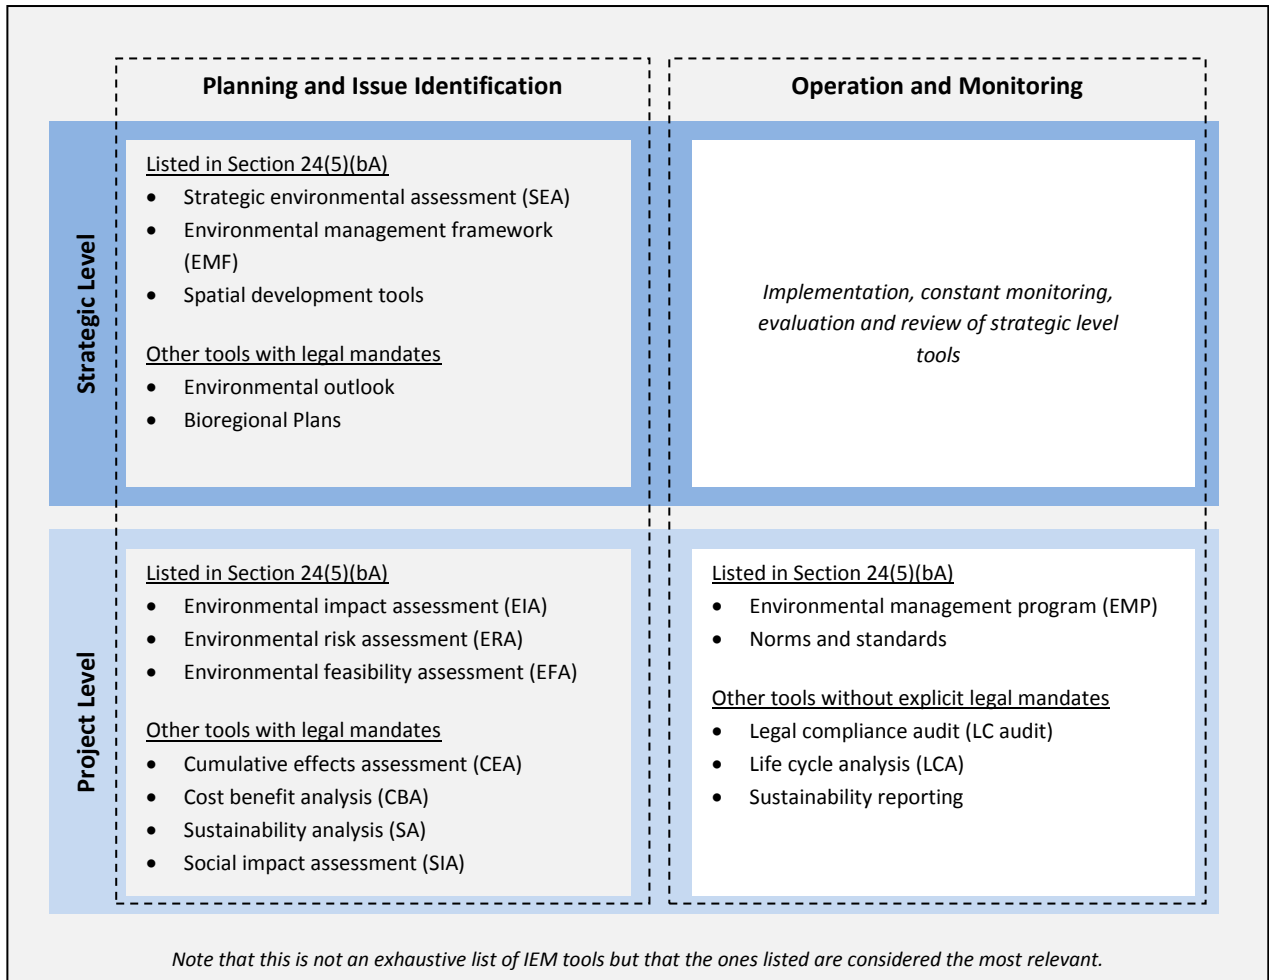 Planning and Issue Identification
Operation and Monitoring
Strategic Level
Listed in Section 24(5)(bA)
• Strategic environmental assessment (SEA)
• Environmental management framework
(EMF)
• Spatial development tools
Other tools with legal mandates
• Environmental outlook
• Bioregional Plans
Implementation, constant monitoring,
evaluation and review of strategic level
tools
Project Level
Listed in Section 24(5)(bA)
• Environmental impact assessment (EIA)
• Environmental risk assessment (ERA)
• Environmental feasibility assessment (EFA)
Other tools with legal mandates
• Cumulative effects assessment (CEA)
• Cost benefit analysis (CBA)
• Sustainability analysis (SA)
• Social impact assessment (SIA)
Listed in Section 24(5)(bA)
• Environmental management program (EMP)
• Norms and standards
Other tools without explicit legal mandates
• Legal compliance audit (LC audit)
• Life cycle analysis (LCA)
• Sustainability reporting
Note that this is not an exhaustive list of IEM tools but that the ones listed are considered the most relevant.